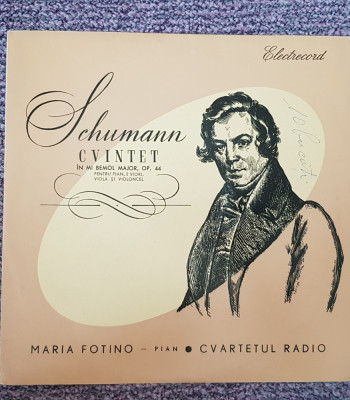 Electrecord
Schumann
CVINTET
ÎN MI BEMOL MAJOR, OP. 44
PENTRU PIAN, 2 VIORI,
VIOLA ȘI VIOLONCEL
MARIA FOTINO – PIAN ● CVARTETUL RADIO